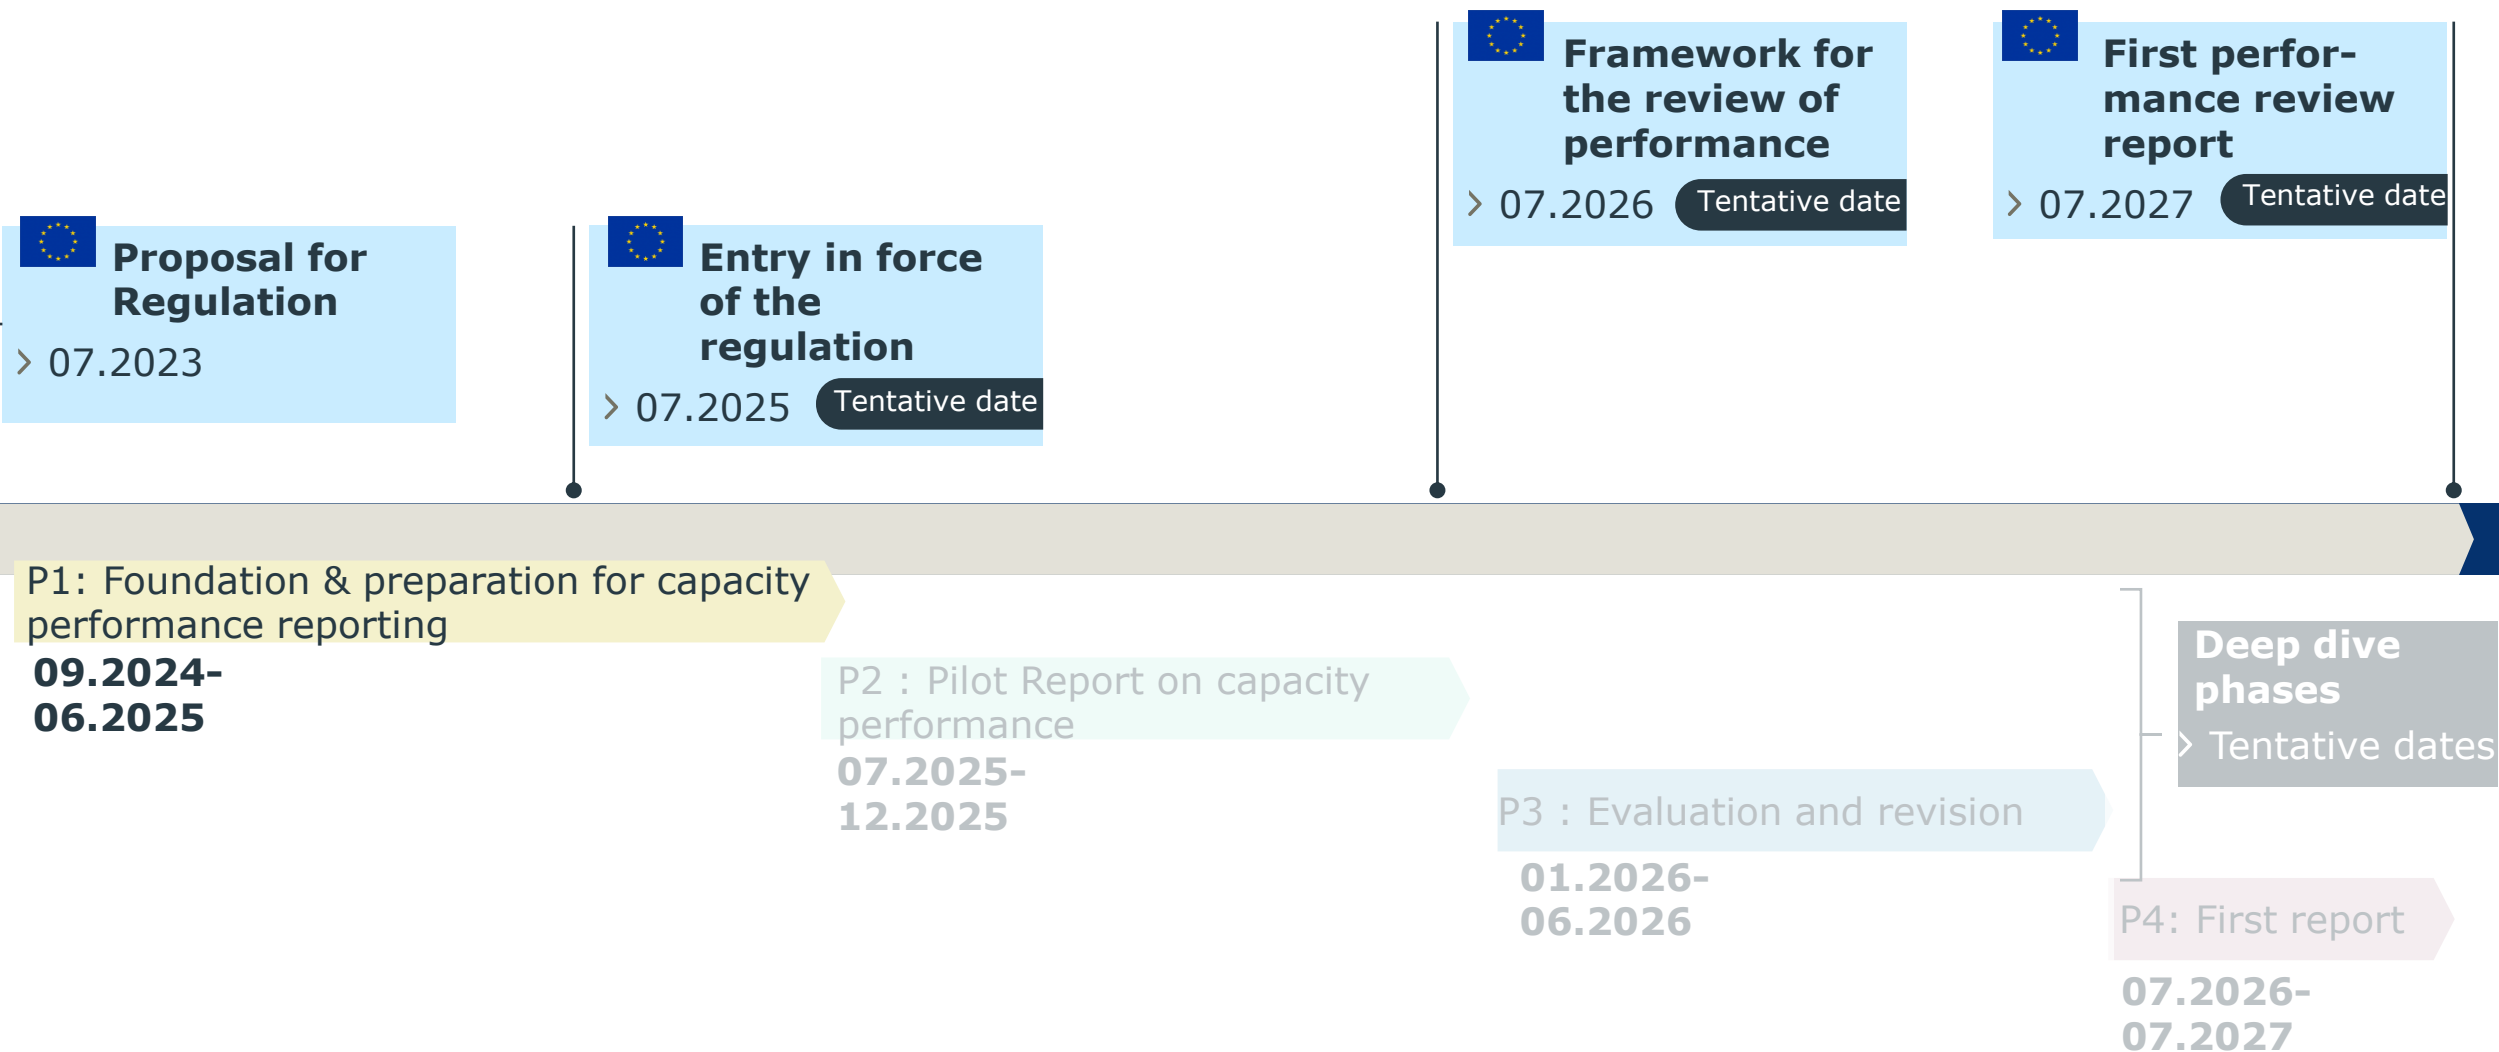 Proposal for
Regulation
07.2023
Entry in force
of the
regulation
07.2025
Tentative date
Framework for
the review of
performance
07.2026
Tentative date
First perfor-
mance review
report
07.2027
Tentative date
P1: Foundation & preparation for capacity
performance reporting
09.2024-
06.2025
P2 : Pilot Report on capacity
performance
07.2025-
12.2025
P3 : Evaluation and revision
01.2026-
06.2026
P4: First report
07.2026-
07.2027
Deep dive
phases
Tentative dates